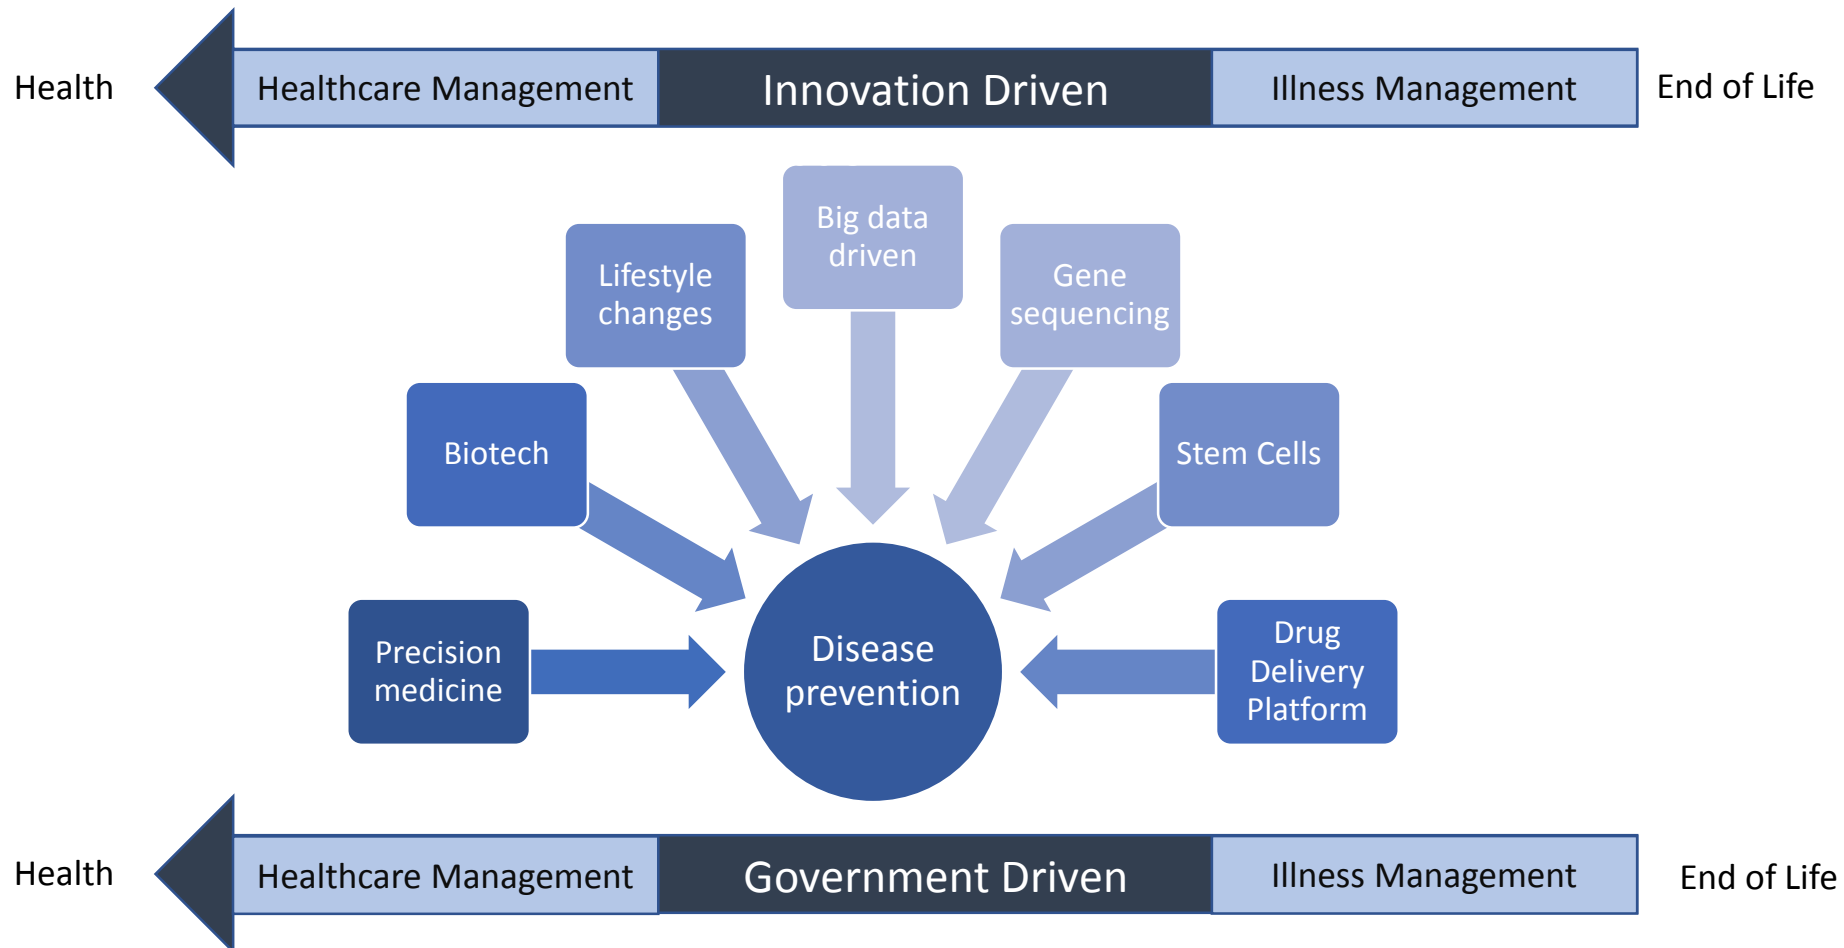 Health
Healthcare Management
Innovation Driven
Illness Management
End of Life
Big data
driven
Lifestyle
changes
Gene
sequencing
Biotech
Stem Cells
Precision
medicine
Disease
prevention
Drug
Delivery
Platform
Health
Healthcare Management
Government Driven
Illness Management
End of Life